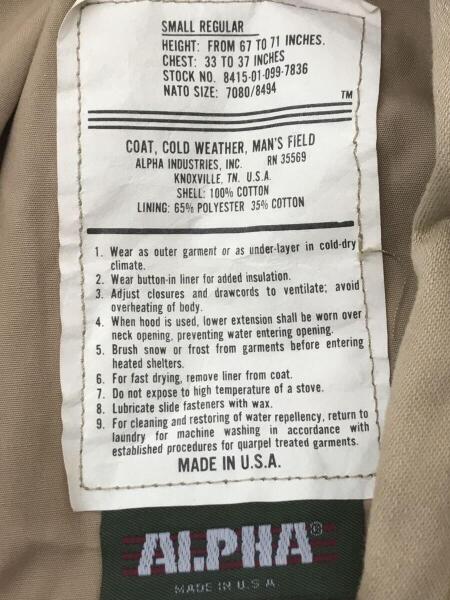 SMALL REGULAR
HEIGHT: FROM 67 TO 71 INCHES.
CHEST: 33 TO 37 INCHES
STOCK NO. 8415-01-099-7836
NATO SIZE: 7080/8494
TM
COAT, COLD WEATHER, MAN'S FIELD
ALPHA INDUSTRIES, INC. RN 35569
KNOXVILLE, TN. U.S.A.
SHELL: 100% COTTON
LINING: 65% POLYESTER 35% COTTON
1. Wear as outer garment or as under-layer in cold-dry
climate.
2. Wear button-in liner for added insulation.
3. Adjust closures and drawcords to ventilate; avoid
overheating of body.
4. When hood is used, lower extension shall be worn over
neck opening, preventing water entering opening.
5. Brush snow or frost from garments before entering
heated shelters.
6. For fast drying, remove liner from coat.
7. Do not expose to high temperature of a stove.
8. Lubricate slide fasteners with wax.
9. For cleaning and restoring of water repellency, return to
laundry for machine washing in accordance with
established procedures for quarpel treated garments.
MADE IN U.S.A.
ALPHA®
MADE IN U.S.A